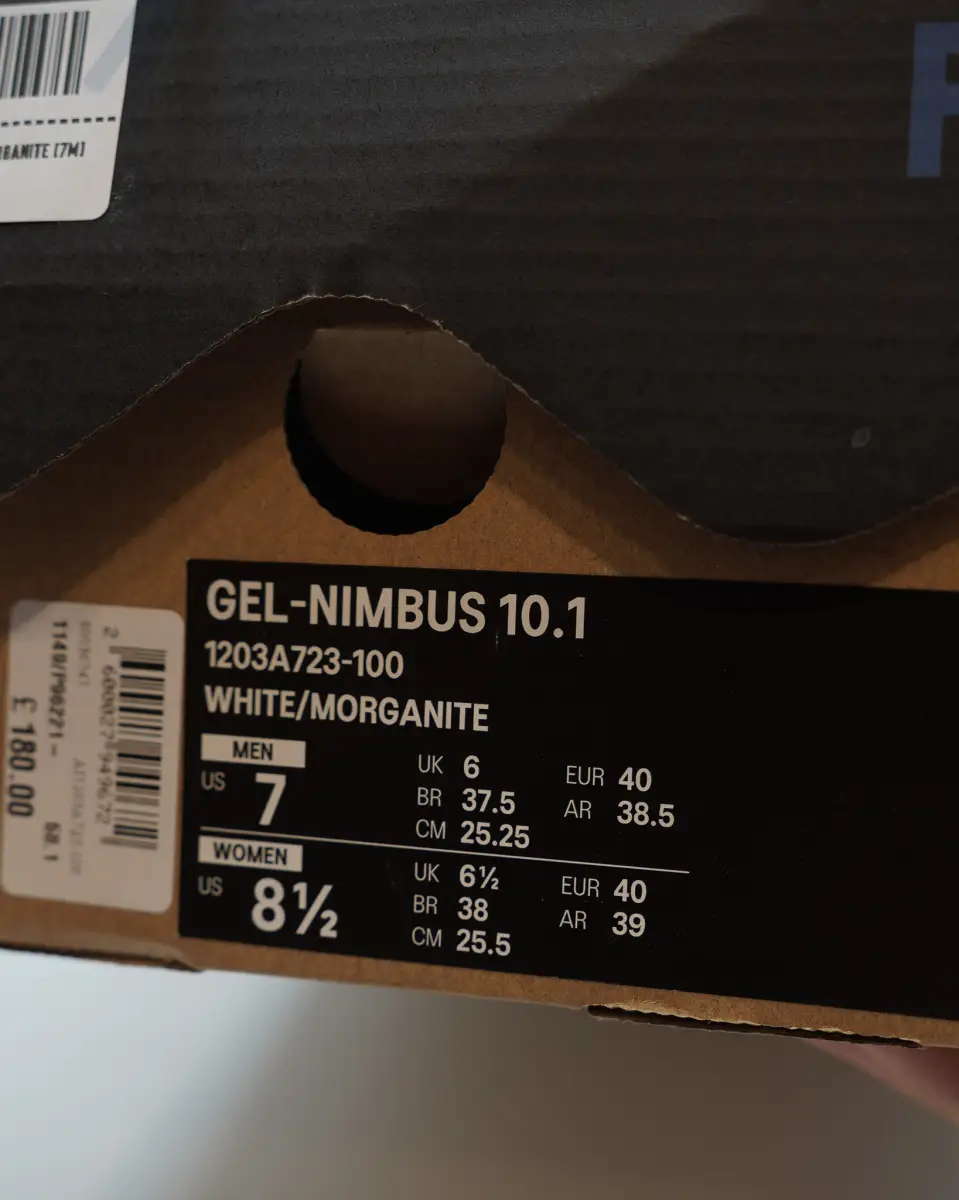 RGANITE (7M)
GEL-NIMBUS 10.1
1203A723-100
WHITE/MORGANITE
MEN
US 7
UK 6 EUR 40
BR 37.5 AR 38.5
CM 25.25
WOMEN
US 8½
UK 6½ EUR 40
BR 38 AR 39
CM 25.5
£ 180.00